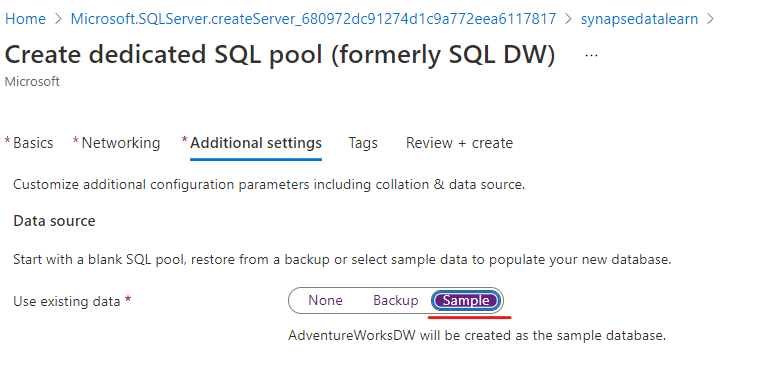 Home > Microsoft.SQLServer.createServer_680972dc91274d1c9a772eea6117817 > synapsedatalearn >
Create dedicated SQL pool (formerly SQL DW) ...
Microsoft
* Basics * Networking * Additional settings Tags Review + create
Customize additional configuration parameters including collation & data source.
Data source
Start with a blank SQL pool, restore from a backup or select sample data to populate your new database.
Use existing data * None Backup Sample
AdventureWorksDW will be created as the sample database.